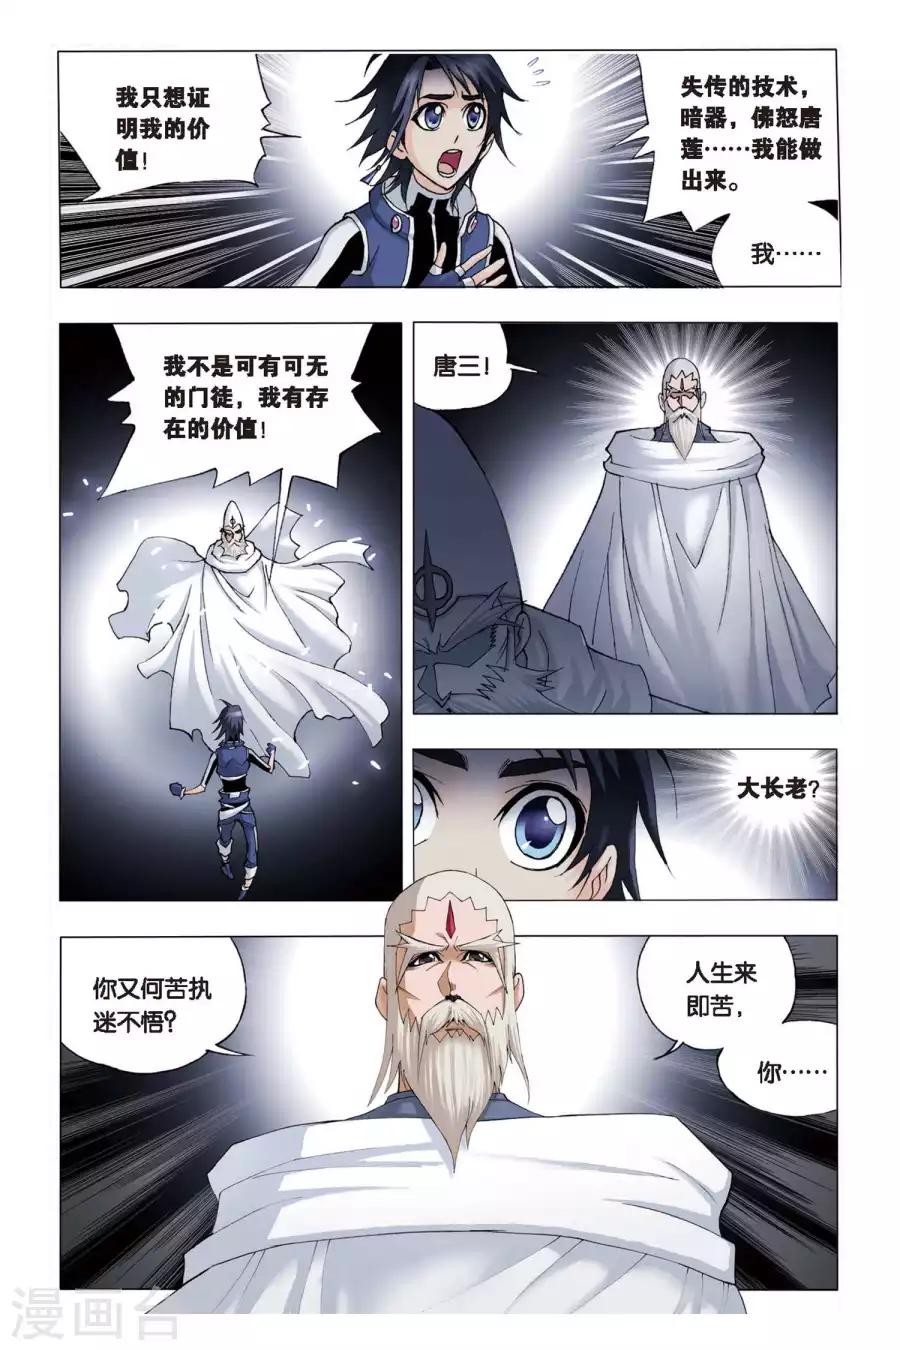 我只想证
明我的价
值！
失传的技术，
暗器，佛怒唐
莲……我能做
出来。
我……
我不是可有可无
的门徒，我有存
在的价值！
唐三！
大长老？
你又何苦执
迷不悟？
人生来
即苦，
你……
漫画台